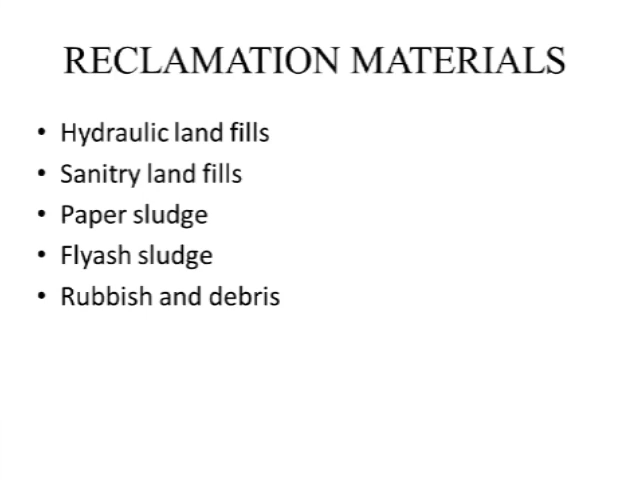 RECLAMATION MATERIALS
• Hydraulic land fills
• Sanitry land fills
• Paper sludge
• Flyash sludge
• Rubbish and debris